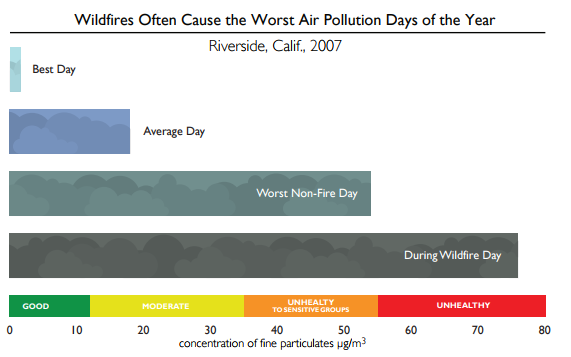 Wildfires Often Cause the Worst Air Pollution Days of the Year
Riverside, Calif., 2007
Best Day
Average Day
Worst Non-Fire Day
During Wildfire Day
GOOD
MODERATE
UNHEALTY
TO SENSITIVE GROUPS
UNHEALTHY
0 10 20 30 40 50 60 70 80
concentration of fine particulates µg/m³